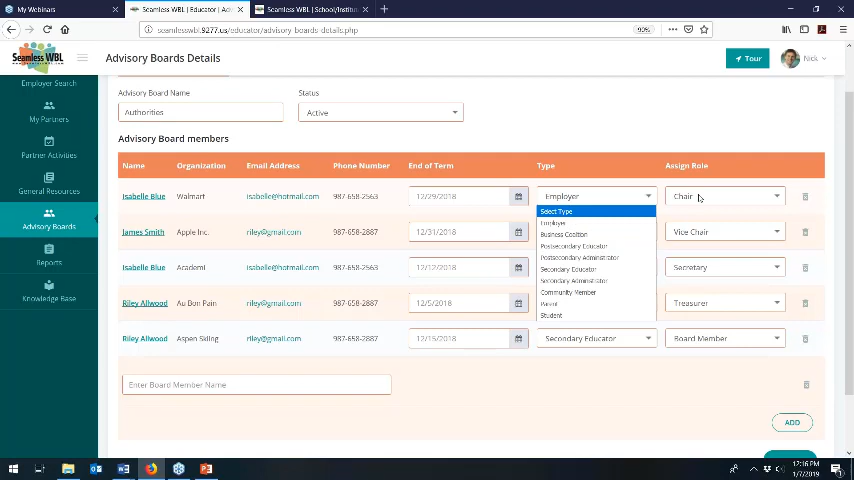 My Webinars
Seamless WBL | Educator | Adv
Seamless WBL | School/Institu
seamlesswbl.9277.us/educator/advisory-boards-details.php
90%
Seamless WBL
Advisory Boards Details
Tour
Nick
Employer Search
My Partners
Partner Activities
General Resources
Advisory Boards
Reports
Knowledge Base
Advisory Board Name
Status
Authorities
Active
Advisory Board members
Name Organization Email Address Phone Number End of Term Type Assign Role
Isabelle Blue Walmart isabelle@hotmail.com 987-658-2563 12/29/2018 Employer Chair
James Smith Apple Inc. riley@gmail.com 987-658-2887 12/31/2018 Vice Chair
Isabelle Blue Academi isabelle@hotmail.com 987-658-2563 12/12/2018 Secretary
Riley Allwood Au Bon Pain riley@gmail.com 987-658-2887 12/5/2018 Treasurer
Riley Allwood Aspen Skiing riley@gmail.com 987-658-2887 12/15/2018 Secondary Educator Board Member
Select Type
Employer
Business Coalition
Postsecondary Educator
Postsecondary Administrator
Secondary Educator
Secondary Administrator
Community Member
Parent
Student
Enter Board Member Name
ADD
12:16 PM
1/7/2019